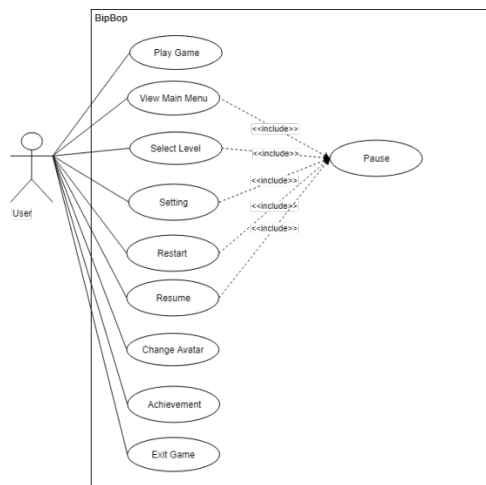 BipBop
Play Game
View Main Menu
<<include>>
Select Level
<<include>>
Pause
<<include>>
Setting
<<include>>
User
<<include>>
Restart
Resume
Change Avatar
Achievement
Exit Game